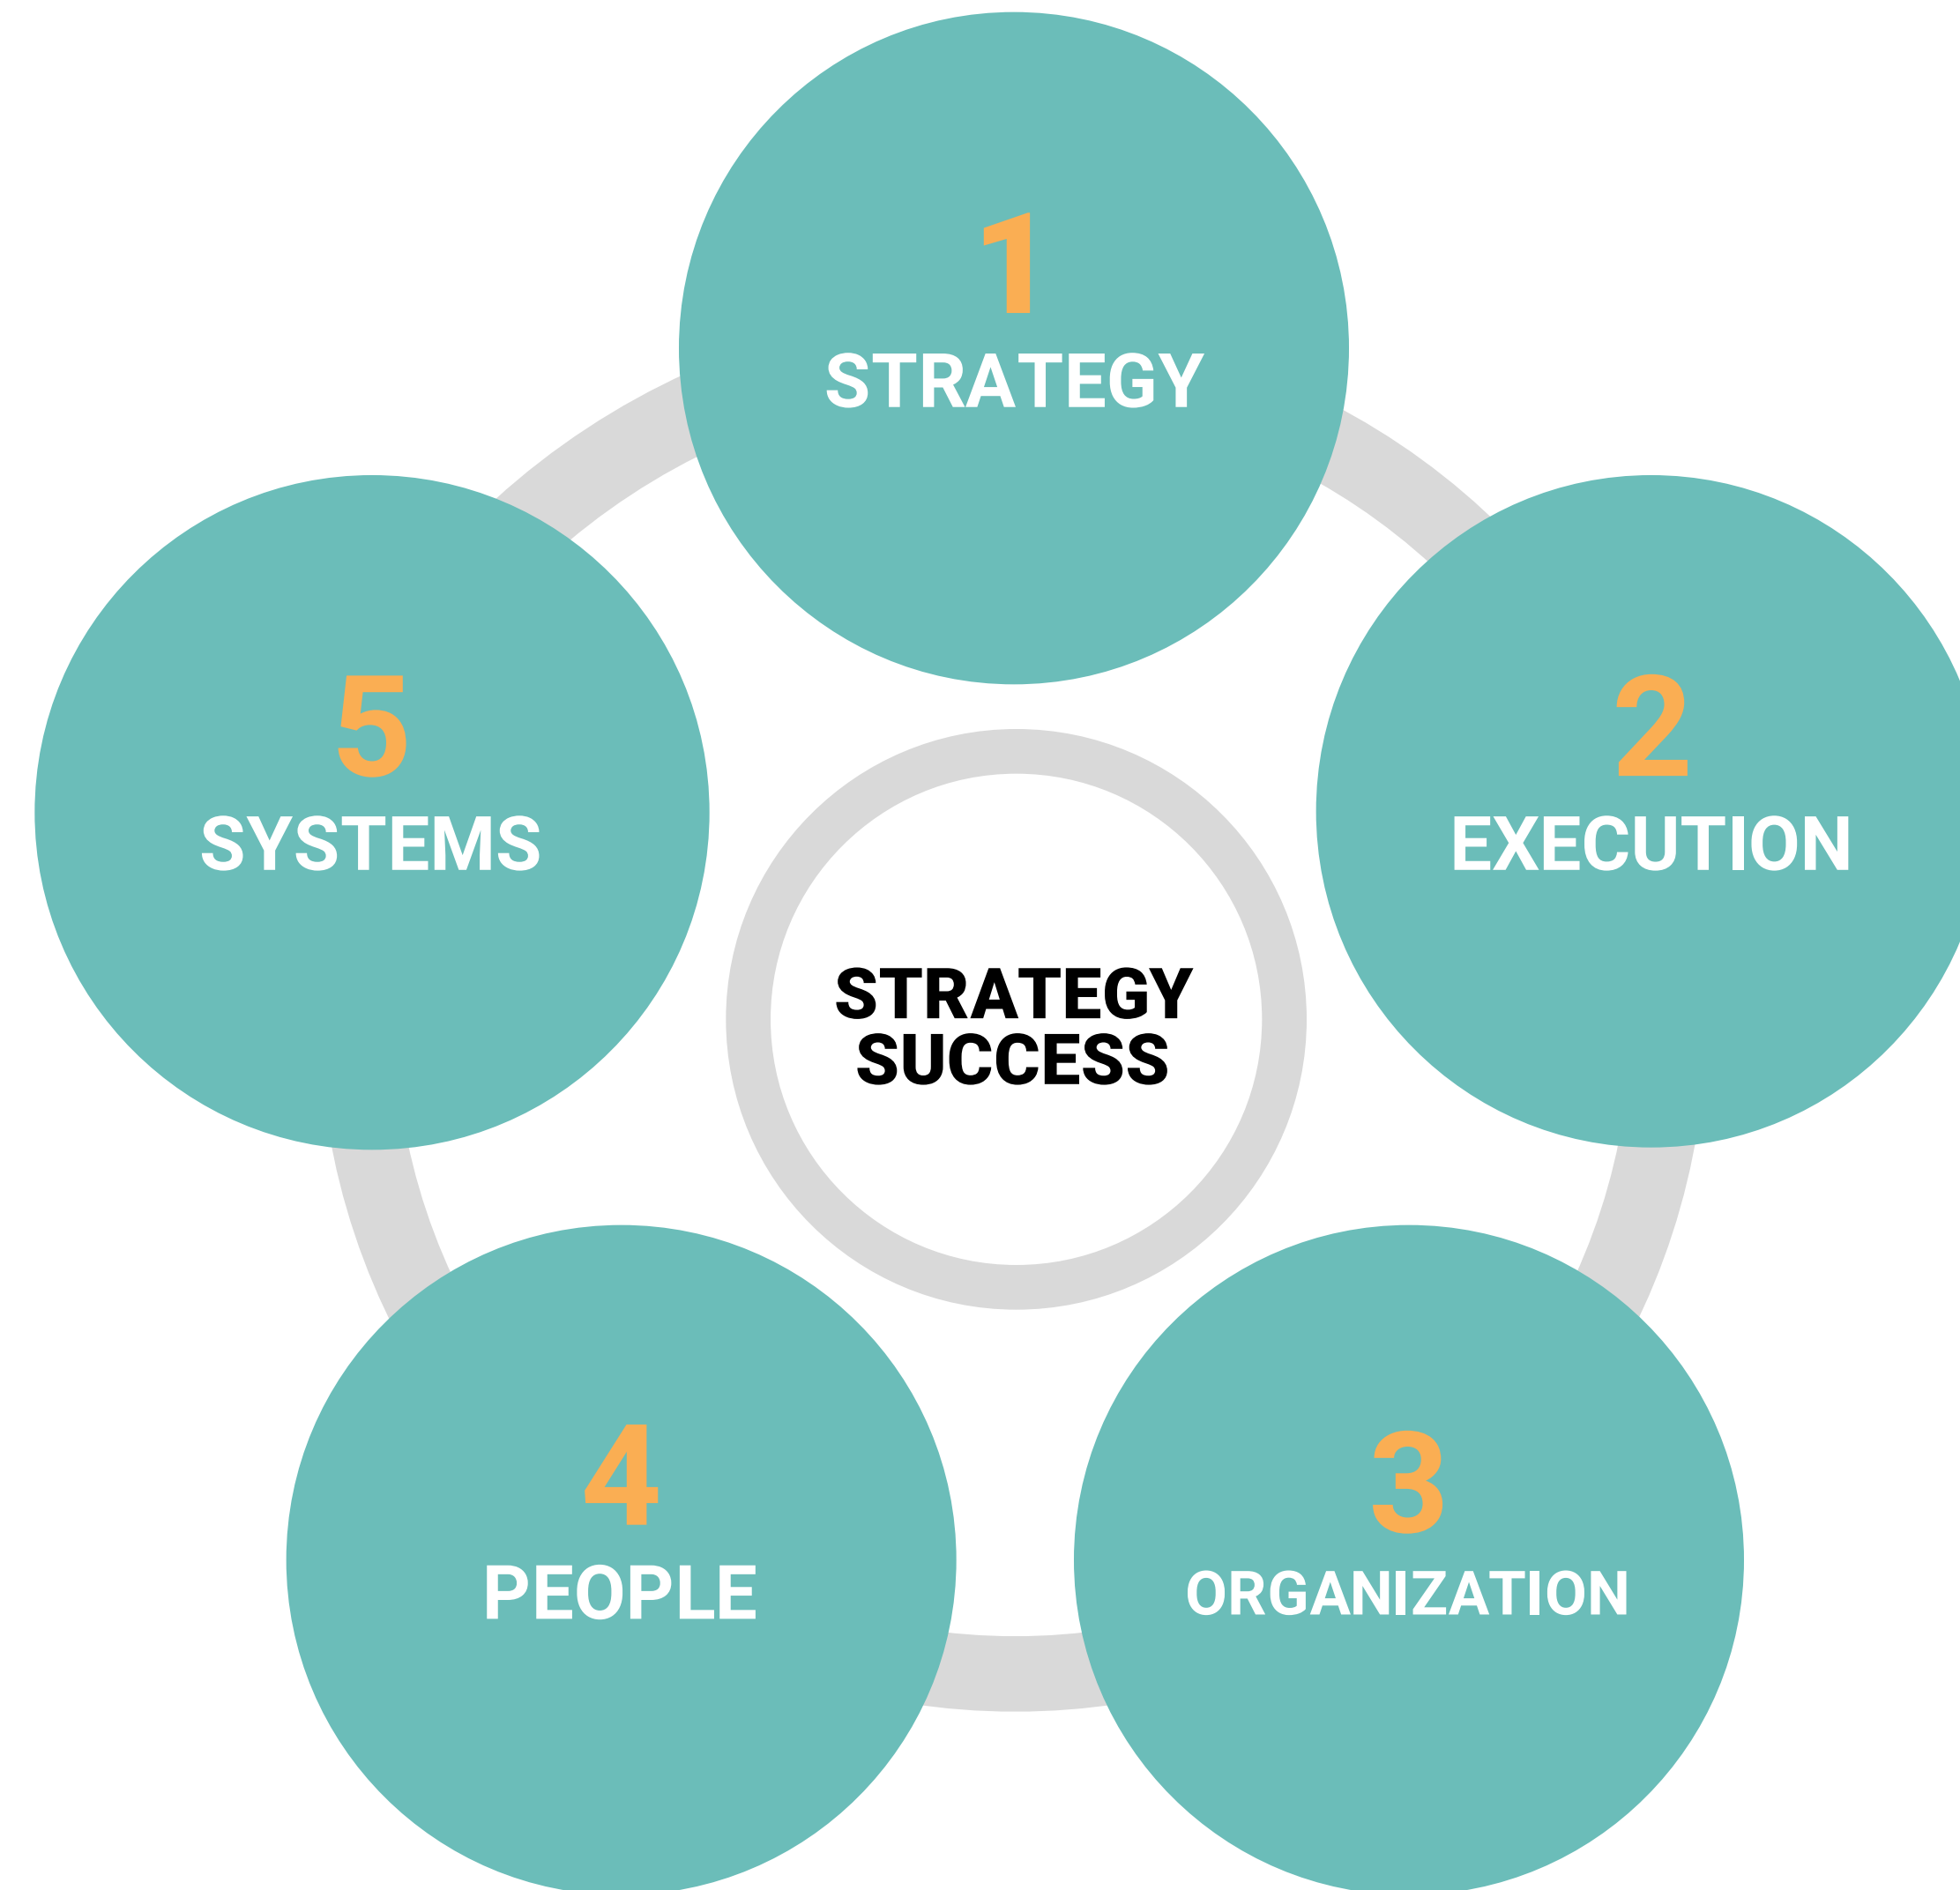 1
STRATEGY
2
EXECUTION
3
ORGANIZATION
4
PEOPLE
5
SYSTEMS
STRATEGY
SUCCESS